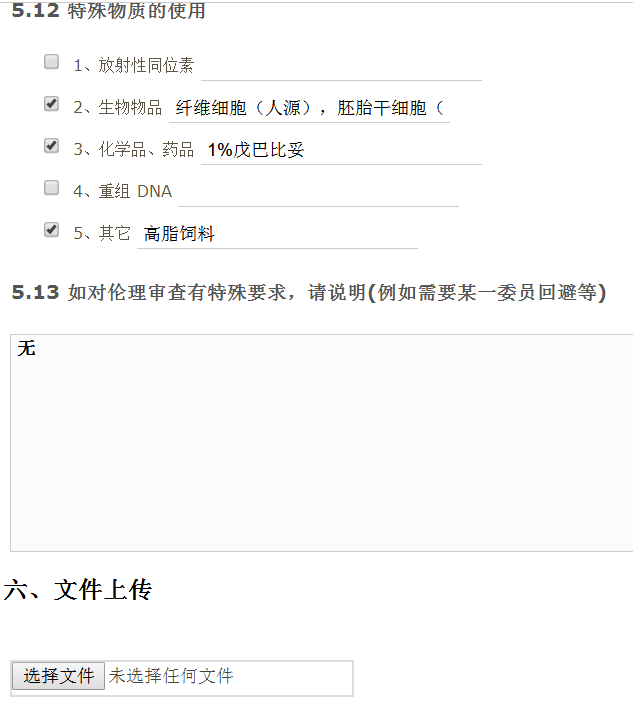 5.12 特殊物质的使用
1、放射性同位素
2、生物物品 纤维细胞（人源），胚胎干细胞（
3、化学品、药品 1%戊巴比妥
4、重组 DNA
5、其它 高脂饲料
5.13 如对伦理审查有特殊要求，请说明(例如需要某一委员回避等)
无
六、文件上传
选择文件 未选择任何文件